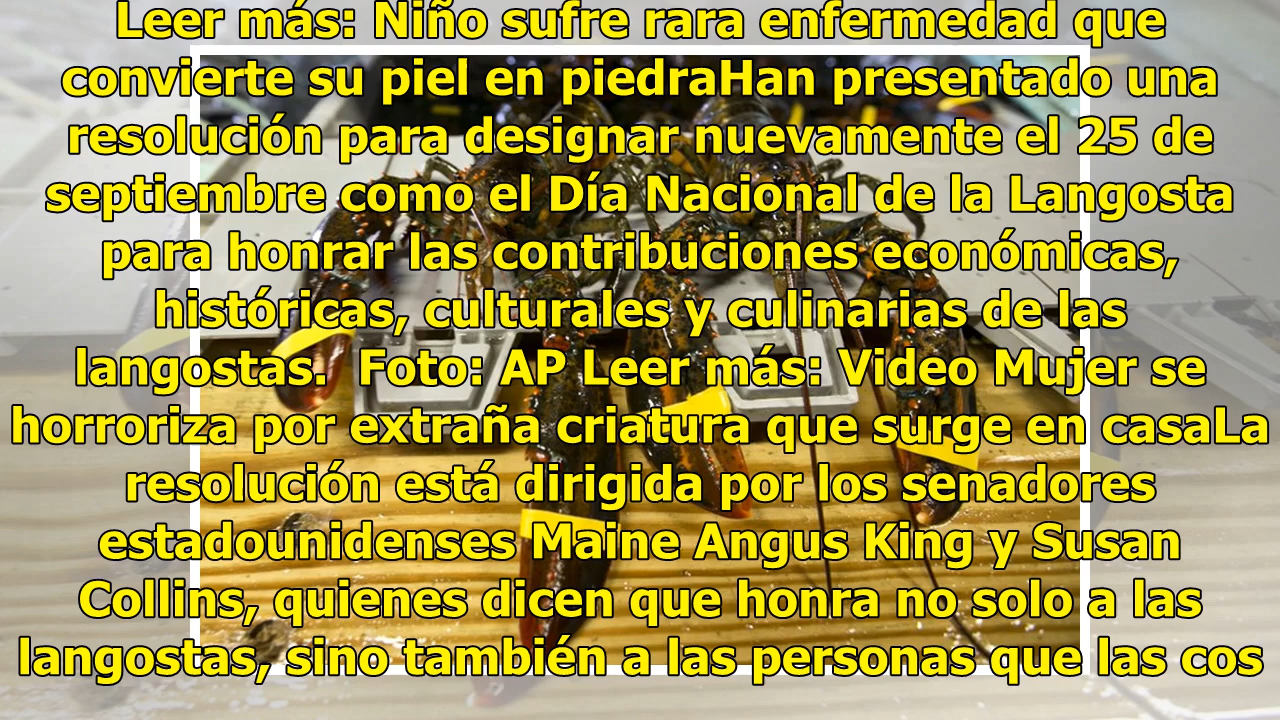 Leer más: Niño sufre rara enfermedad que
convierte su piel en piedraHan presentado una
resolución para designar nuevamente el 25 de
septiembre como el Día Nacional de la Langosta
para honrar las contribuciones económicas,
históricas, culturales y culinarias de las
langostas.  Foto: AP Leer más: Video Mujer se
horroriza por extraña criatura que surge en casaLa
resolución está dirigida por los senadores
estadounidenses Maine Angus King y Susan
Collins, quienes dicen que honra no solo a las
langostas, sino también a las personas que las cos